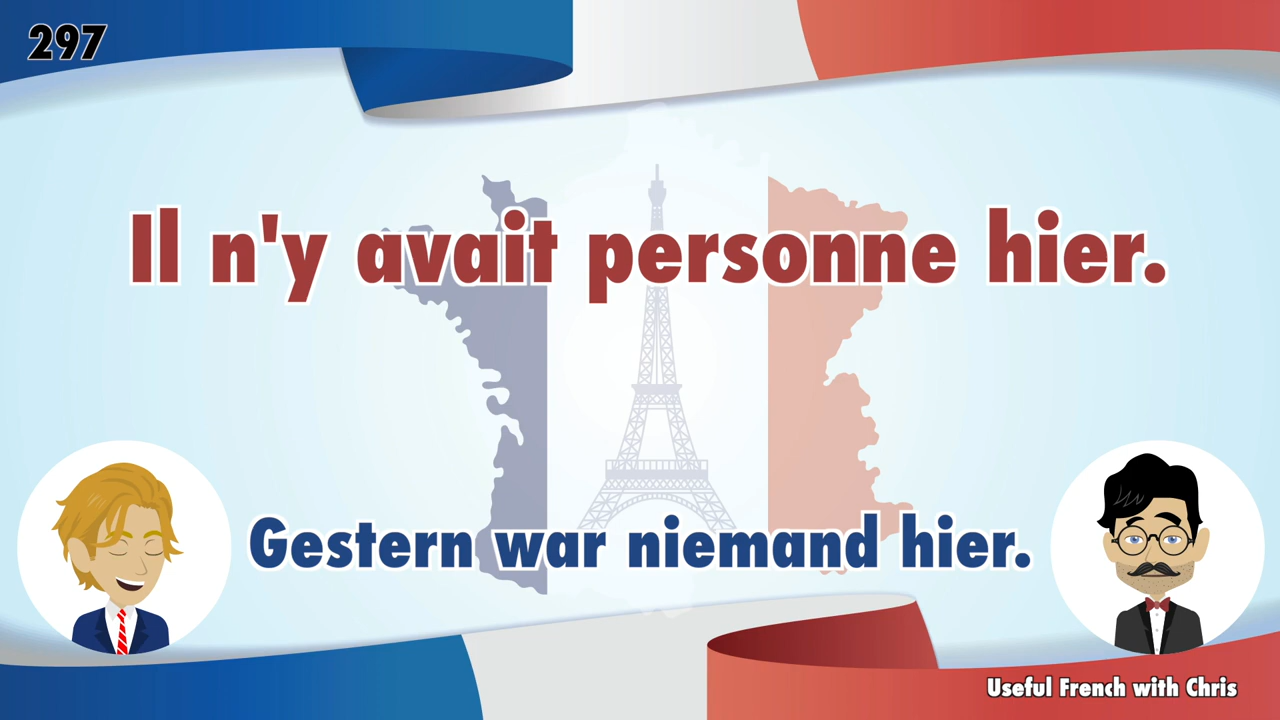 297
Il n'y avait personne hier.
Gestern war niemand hier.
Useful French with Chris